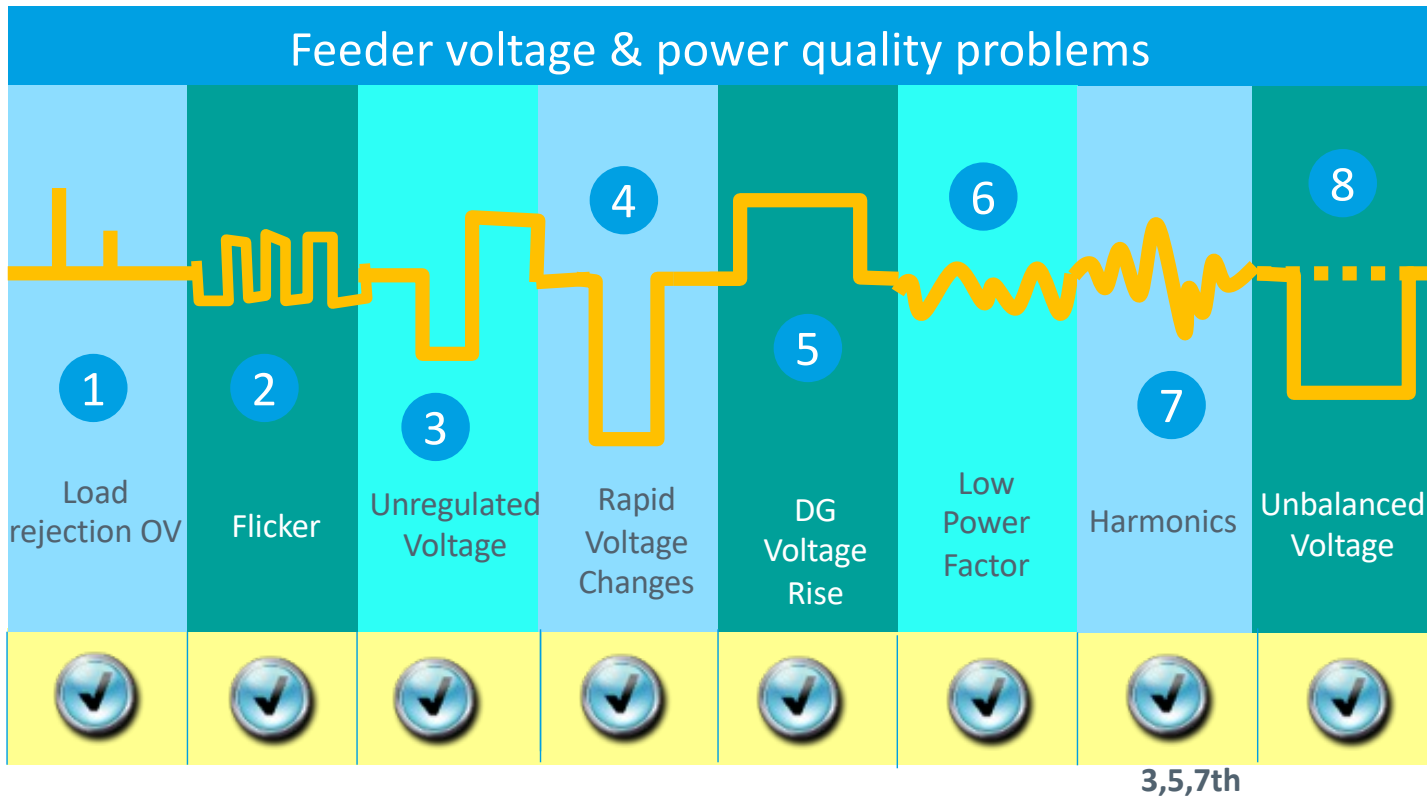 Feeder voltage & power quality problems
1
Load
rejection OV
2
Flicker
3
Unregulated
Voltage
4
Rapid
Voltage
Changes
5
DG
Voltage
Rise
6
Low
Power
Factor
7
Harmonics
8
Unbalanced
Voltage
3,5,7th